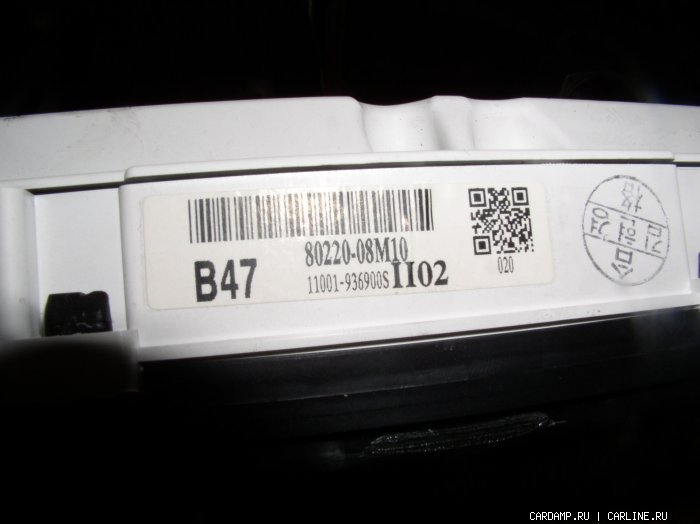 80220-08M10
B47 11001-936900S II02
020
CARDAMP.RU | CARLINE.RU